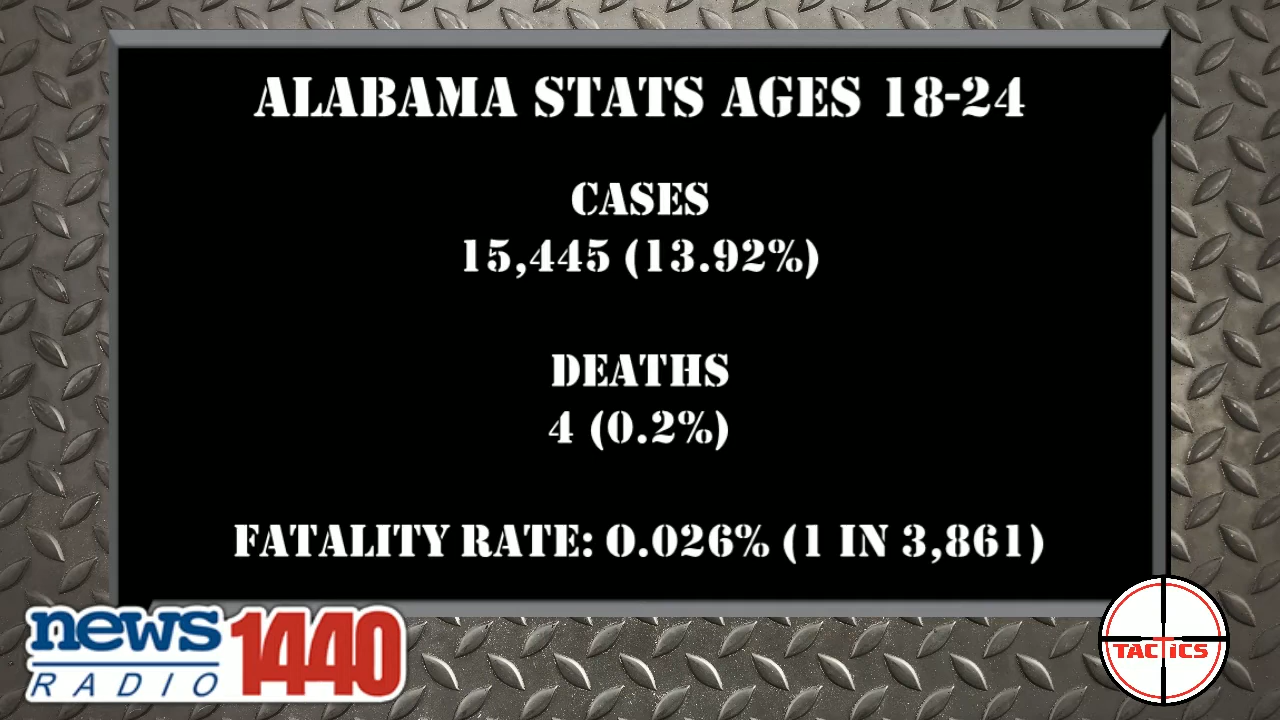 ALABAMA STATS AGES 18-24
CASES
15,445 (13.92%)
DEATHS
4 (0.2%)
FATALITY RATE: 0.026% (1 IN 3,861)
news 1440
RADIO
TACTICS